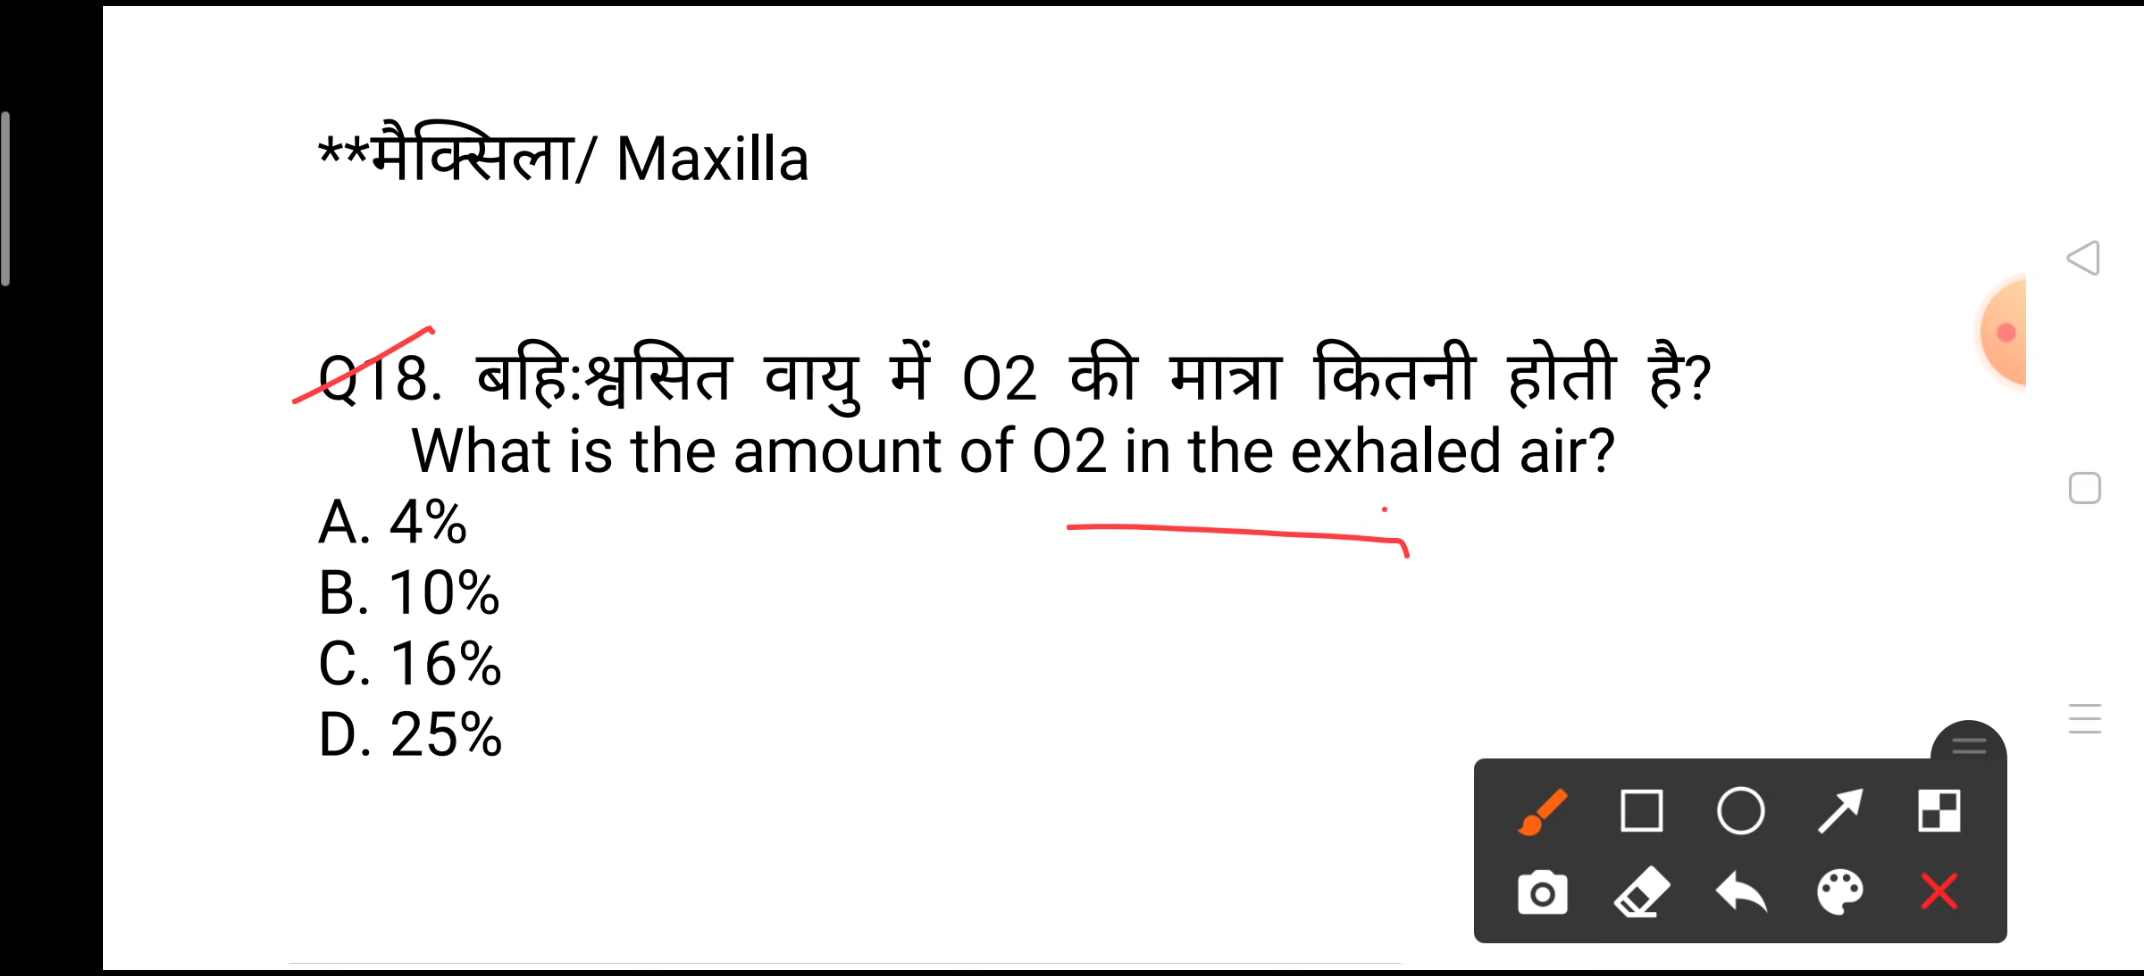 **मैक्सिला/ Maxilla
Q18. बहि:श्वसित वायु में O2 की मात्रा कितनी होती है?
What is the amount of O2 in the exhaled air?
A. 4%
B. 10%
C. 16%
D. 25%